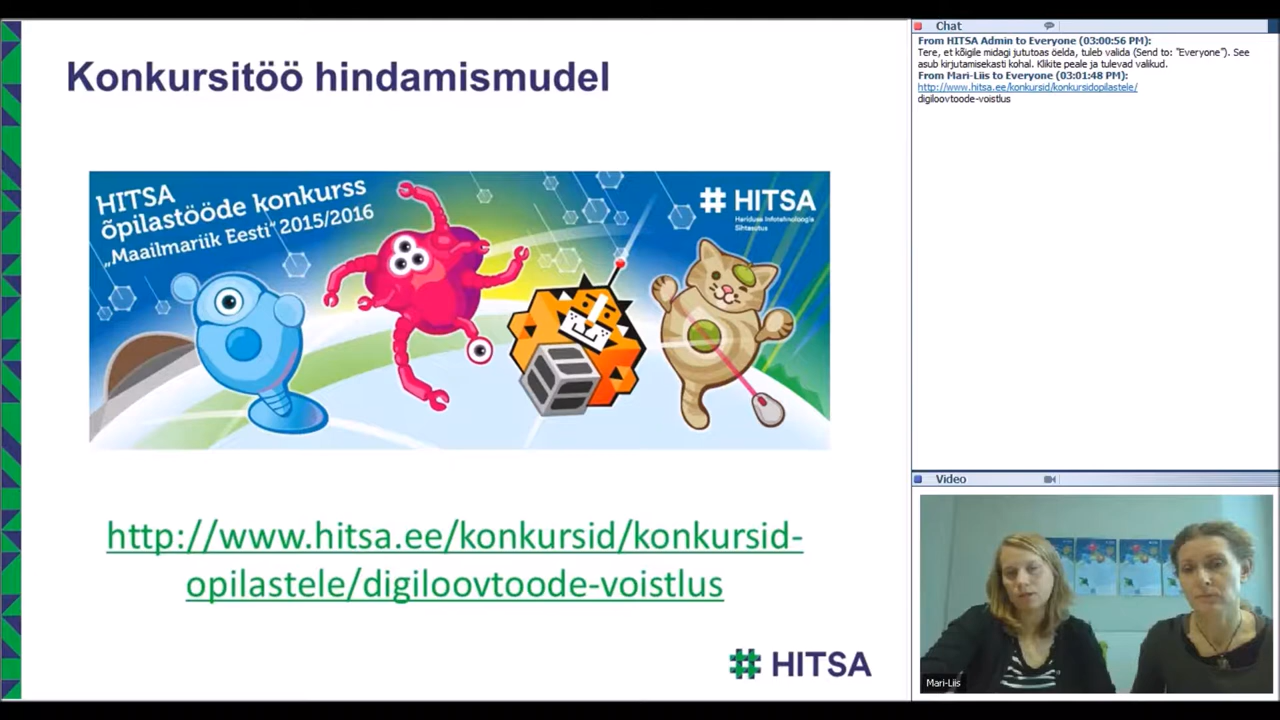 Konkursitöö hindamismudel
HITSA
õpilastööde konkurss
„Maailmariik Eesti" 2015/2016
HITSA
Hariduse Infotehnoloogia
Sihtasutus
http://www.hitsa.ee/konkursid/konkursid-
opilastele/digiloovtoode-voistlus
HITSA
Chat
From HITSA Admin to Everyone (03:00:56 PM):
Tere, et kõigile midagi jututoas öelda, tuleb valida (Send to: "Everyone"). See
asub kirjutamisekasti kohal. Klikite peale ja tulevad valikud.
From Mari-Liis to Everyone (03:01:48 PM):
http://www.hitsa.ee/konkursid/konkursidopilastele/
digiloovtoode-voistlus
Video
Mari-Liis